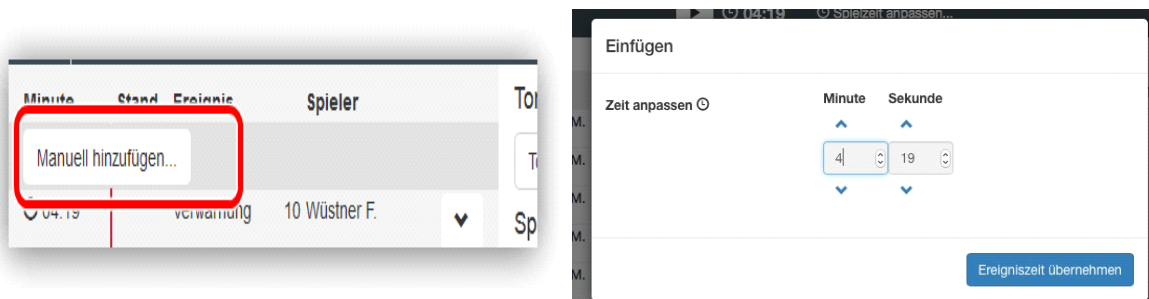 Minute Stand Ereignis Spieler
Manuell hinzufügen...
04:19 Verwarnung 10 Wüstner F.
Sp
04:19 Spielzeit anpassen...
Einfügen
Zeit anpassen Minute Sekunde
4 19
Ereigniszeit übernehmen
M.
M.
M.
M.
M.